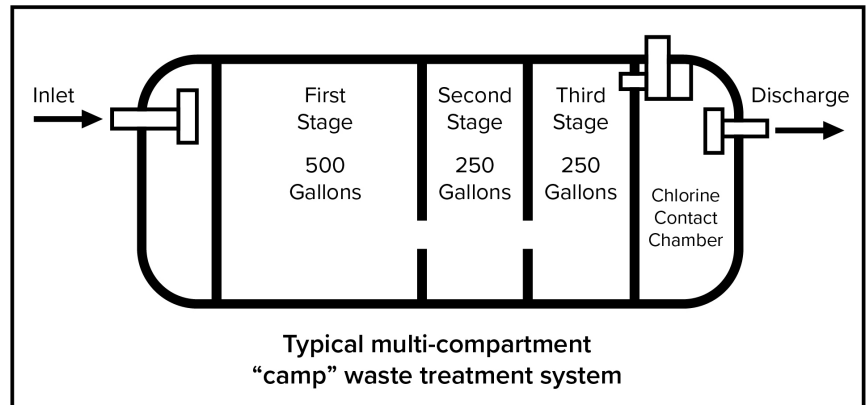 Inlet
First
Stage
500
Gallons
Second
Stage
250
Gallons
Third
Stage
250
Gallons
Discharge
Chlorine
Contact
Chamber
Typical multi-compartment
“camp” waste treatment system